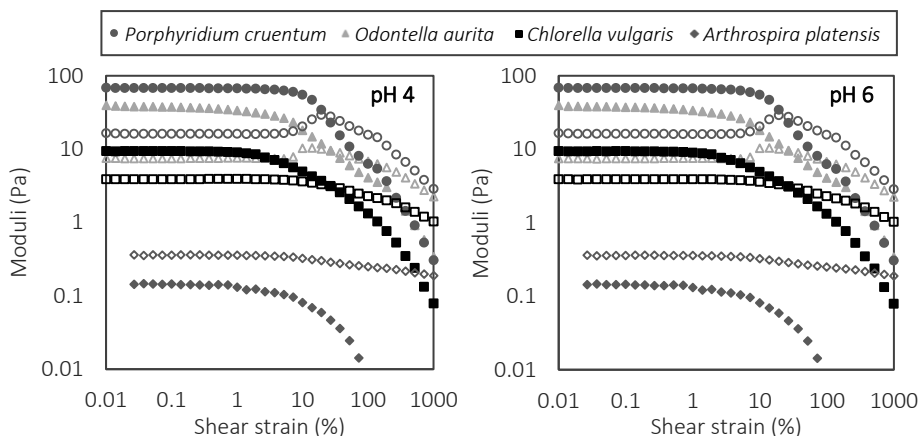 Porphyridium cruentum Odontella aurita Chlorella vulgaris Arthrospira platensis
pH 4
100
10
1
0.1
0.01
Moduli (Pa)
0.01 0.1 1 10 100 1000
Shear strain (%)
pH 6
100
10
1
0.1
0.01
Moduli (Pa)
0.01 0.1 1 10 100 1000
Shear strain (%)